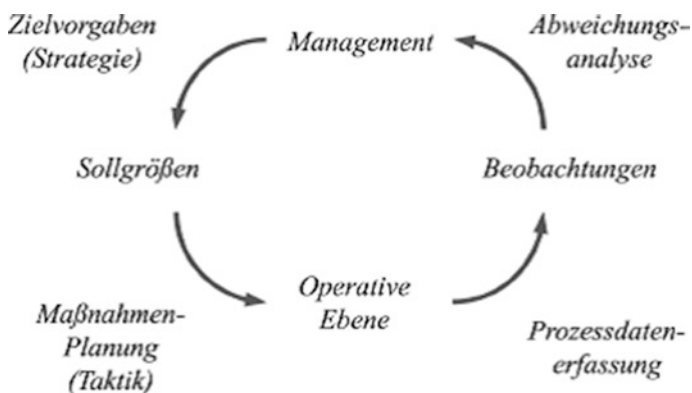 Zielvorgaben
(Strategie)
Management
Abweichungs-
analyse
Sollgrößen
Beobachtungen
Maßnahmen-
Planung
(Taktik)
Operative
Ebene
Prozessdaten-
erfassung